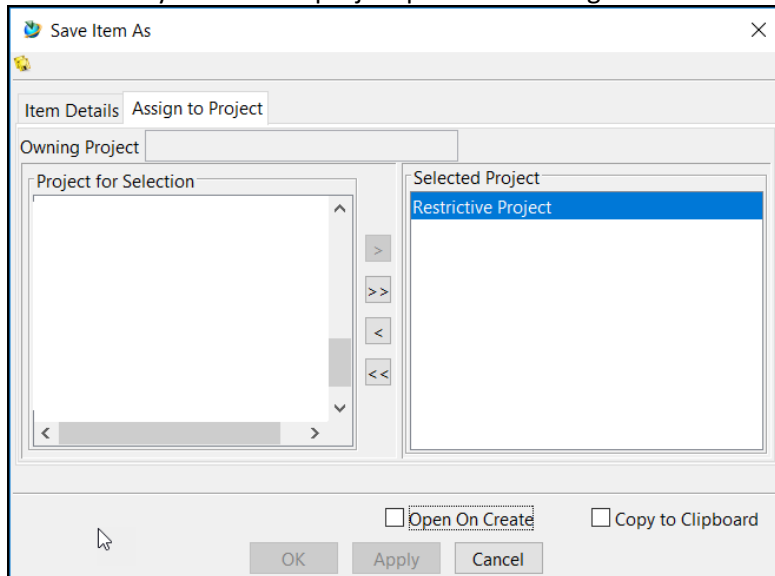 Save Item As
Item Details Assign to Project
Owning Project
Project for Selection
Selected Project
Restrictive Project
>
>>
<
<<
Open On Create Copy to Clipboard
OK Apply Cancel